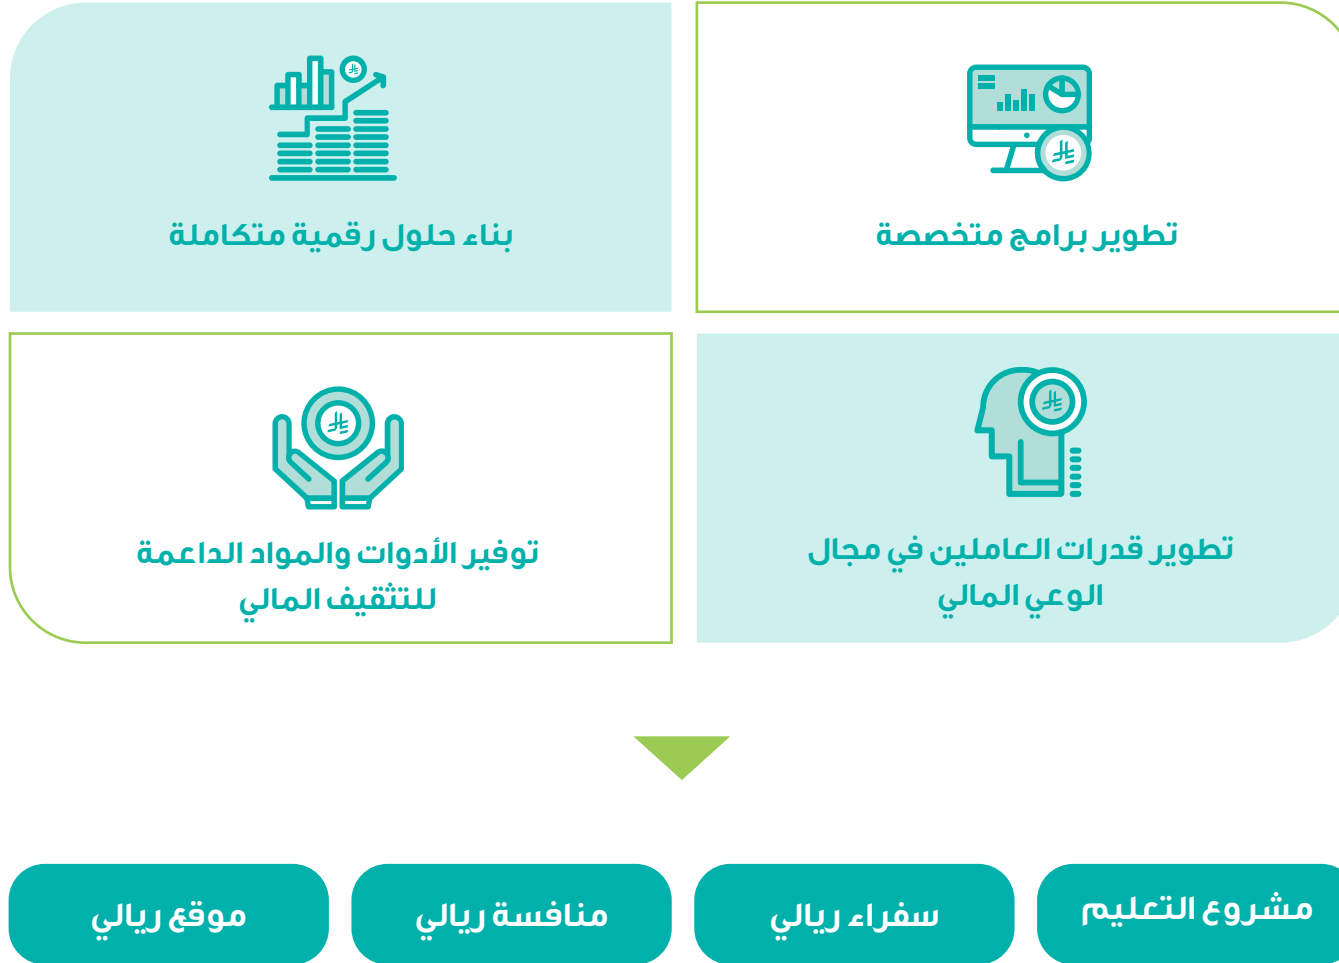 تطوير برامج متخصصة
بناء حلول رقمية متكاملة
تطوير قدرات العاملين في مجال
الوعي المالي
توفير الأدوات والمواد الداعمة
للتثقيف المالي
مشروع التعليم
سفراء ريالي
منافسة ريالي
موقع ريالي